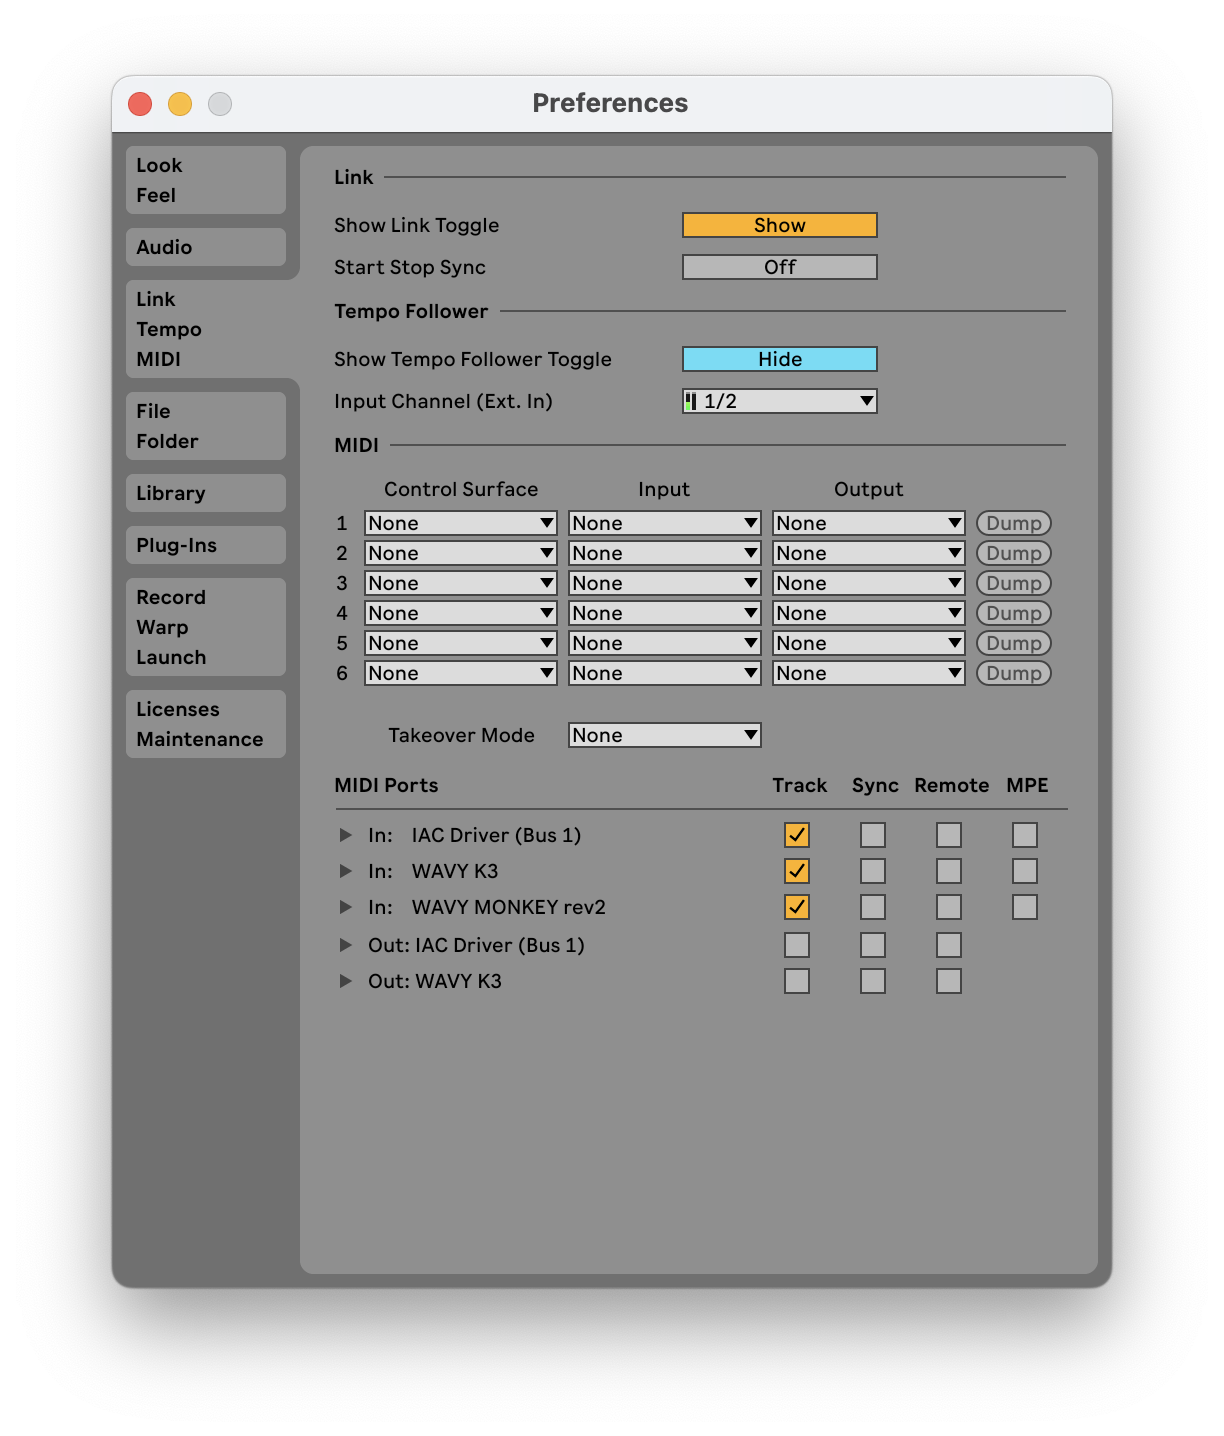 Preferences
Look
Feel
Audio
Link
Tempo
MIDI
File
Folder
Library
Plug-Ins
Record
Warp
Launch
Licenses
Maintenance
Link
Show Link Toggle Show
Start Stop Sync Off
Tempo Follower
Show Tempo Follower Toggle Hide
Input Channel (Ext. In) 1/2
MIDI
Control Surface Input Output
1 None None None Dump
2 None None None Dump
3 None None None Dump
4 None None None Dump
5 None None None Dump
6 None None None Dump
Takeover Mode None
MIDI Ports Track Sync Remote MPE
In: IAC Driver (Bus 1)
In: WAVY K3
In: WAVY MONKEY rev2
Out: IAC Driver (Bus 1)
Out: WAVY K3